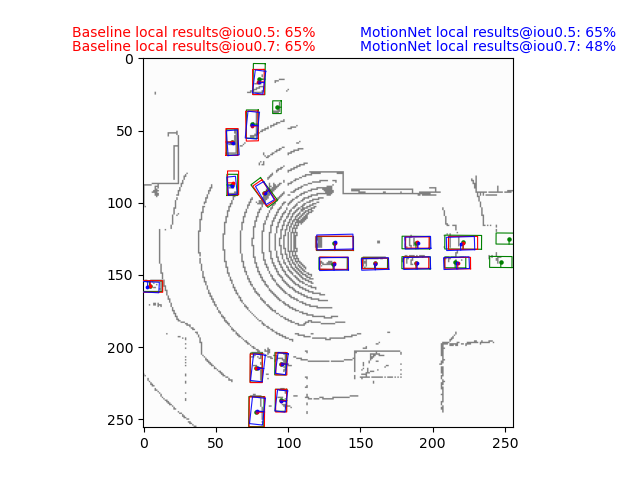 Baseline local results@iou0.5: 65% MotionNet local results@iou0.5: 65%
Baseline local results@iou0.7: 65% MotionNet local results@iou0.7: 48%
0
50
100
150
200
250
0 50 100 150 200 250